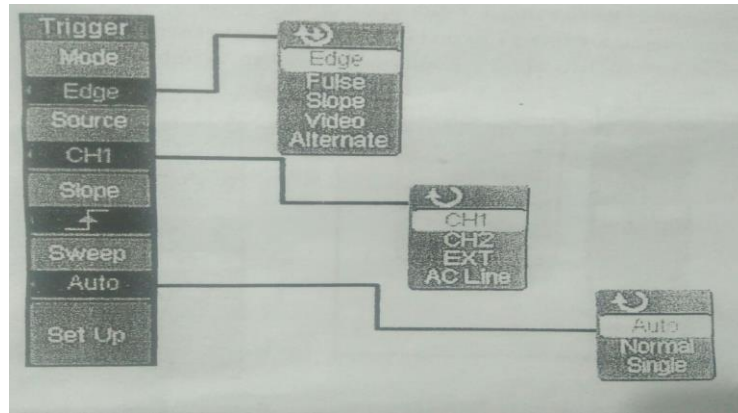 Trigger
Mode
Edge
Source
CH1
Slope
Sweep
Auto
Set Up
Edge
Pulse
Slope
Video
Alternate
CH1
CH2
EXT
AC Line
Auto
Normal
Single